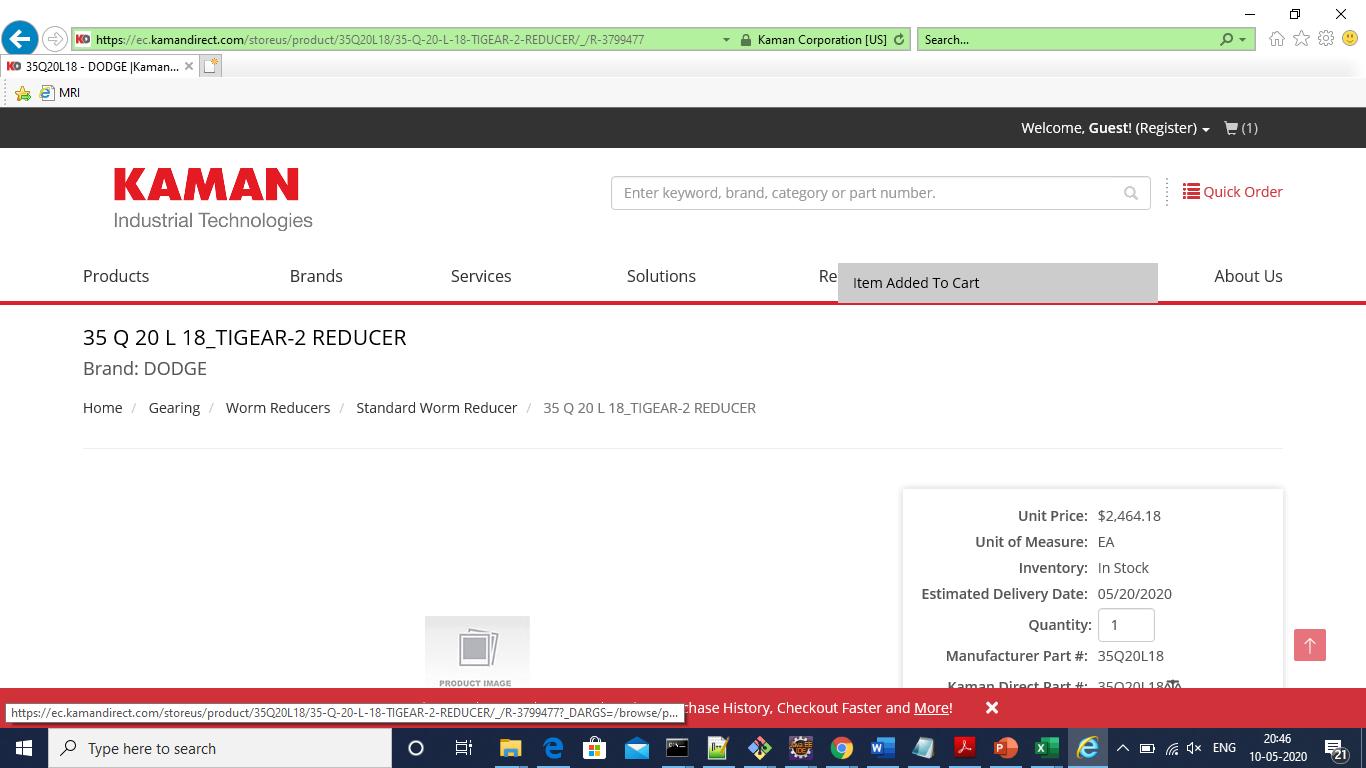 https://ec.kamandirect.com/storeus/product/35Q20L18/35-Q-20-L-18-TIGEAR-2-REDUCER/_/R-3799477
Kaman Corporation [US]
Search...
KD 35Q20L18 - DODGE |Kaman...
MRI
Welcome, Guest! (Register)
(1)
KAMAN
Industrial Technologies
Enter keyword, brand, category or part number.
Quick Order
Products Brands Services Solutions Re About Us
Item Added To Cart
35 Q 20 L 18_TIGEAR-2 REDUCER
Brand: DODGE
Home / Gearing / Worm Reducers / Standard Worm Reducer / 35 Q 20 L 18_TIGEAR-2 REDUCER
Unit Price: $2,464.18
Unit of Measure: EA
Inventory: In Stock
Estimated Delivery Date: 05/20/2020
Quantity: 1
Manufacturer Part #: 35Q20L18
Kaman Direct Part #: 35Q20L18
PRODUCT IMAGE
chase History, Checkout Faster and More!
https://ec.kamandirect.com/storeus/product/35Q20L18/35-Q-20-L-18-TIGEAR-2-REDUCER/_/R-3799477?_DARGS=/browse/p...
Type here to search
ENG
20:46
10-05-2020
21